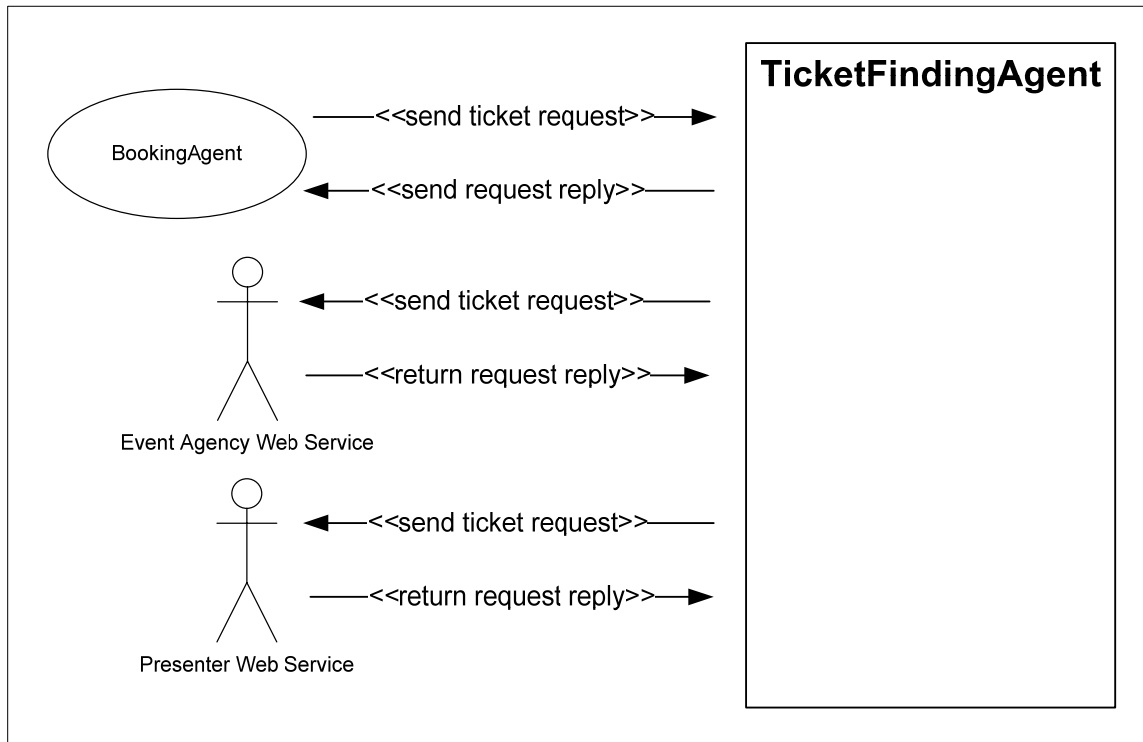 TicketFindingAgent
<<send ticket request>>
BookingAgent
<<send request reply>>
<<send ticket request>>
<<return request reply>>
Event Agency Web Service
<<send ticket request>>
<<return request reply>>
Presenter Web Service